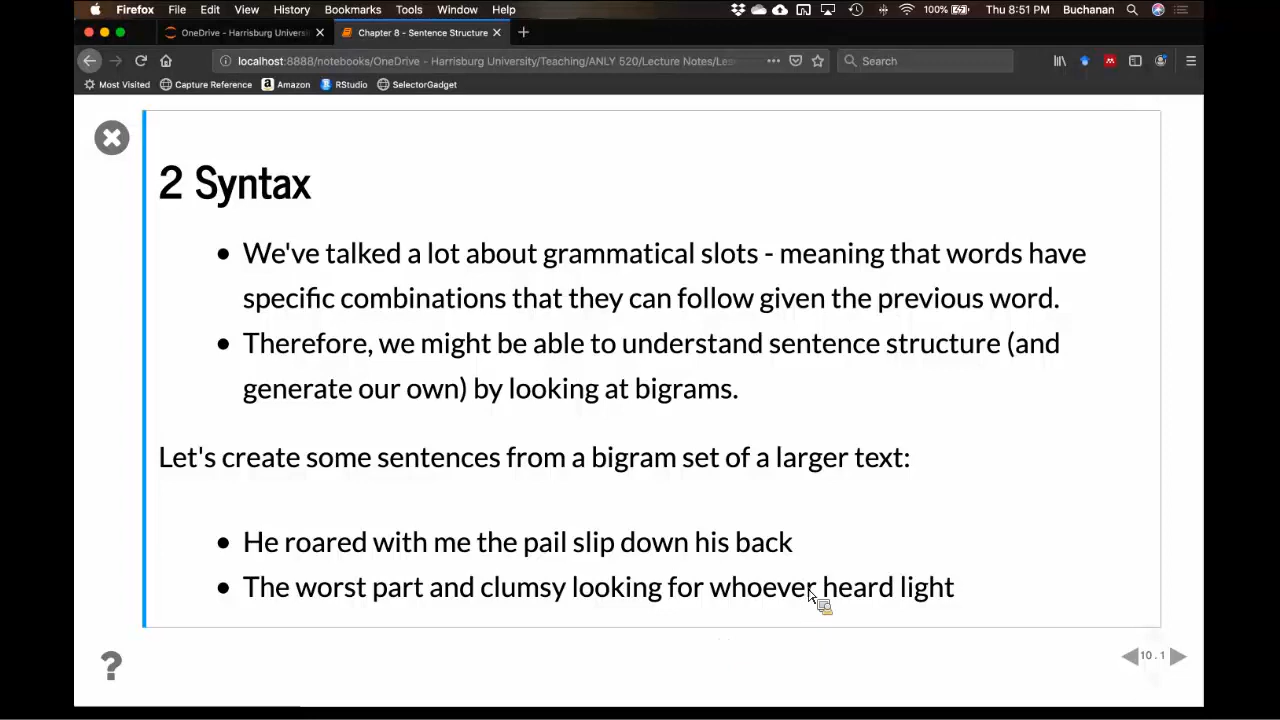 Firefox File Edit View History Bookmarks Tools Window Help 100% Thu 8:51 PM Buchanan
OneDrive - Harrisburg Universi Chapter 8 - Sentence Structure
localhost:8888/notebooks/OneDrive - Harrisburg University/Teaching/ANLY 520/Lecture Notes/Les Search
Most Visited Capture Reference Amazon RStudio SelectorGadget
2 Syntax
We've talked a lot about grammatical slots - meaning that words have
specific combinations that they can follow given the previous word.
Therefore, we might be able to understand sentence structure (and
generate our own) by looking at bigrams.
Let's create some sentences from a bigram set of a larger text:
He roared with me the pail slip down his back
The worst part and clumsy looking for whoever heard light
?
10.1